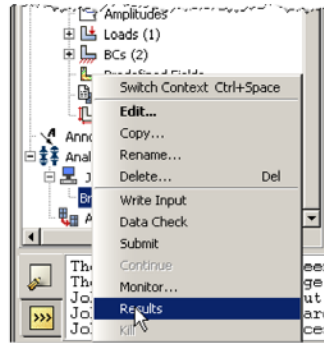 Amplitudes
Loads (1)
BCs (2)
Switch Context Ctrl+Space
Edit...
Copy...
Rename...
Delete... Del
Write Input
Data Check
Submit
Continue
Monitor...
Results
Kill